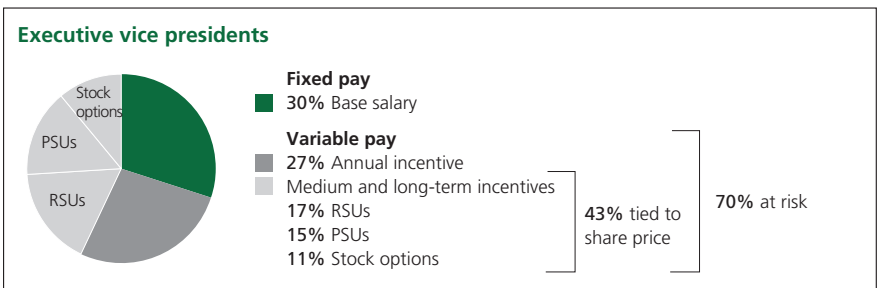 Executive vice presidents
Stock
options
PSUs
RSUs
Fixed pay
30% Base salary
Variable pay
27% Annual incentive
Medium and long-term incentives
17% RSUs
15% PSUs
11% Stock options
43% tied to
share price
70% at risk